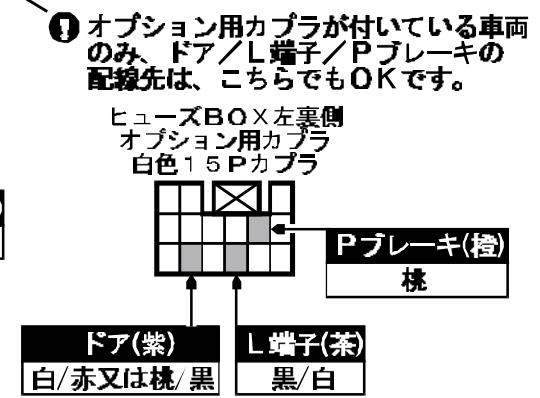 ! オプション用カプラが付いている車両
のみ、ドア／Ｌ端子／Ｐブレーキの
配線先は、こちらでもＯＫです。
ヒューズＢＯＸ左裏側
オプション用カプラ
白色１５Ｐカプラ
Ｐブレーキ(橙)
桃
ドア(紫)
白/赤又は桃/黒
Ｌ端子(茶)
黒/白